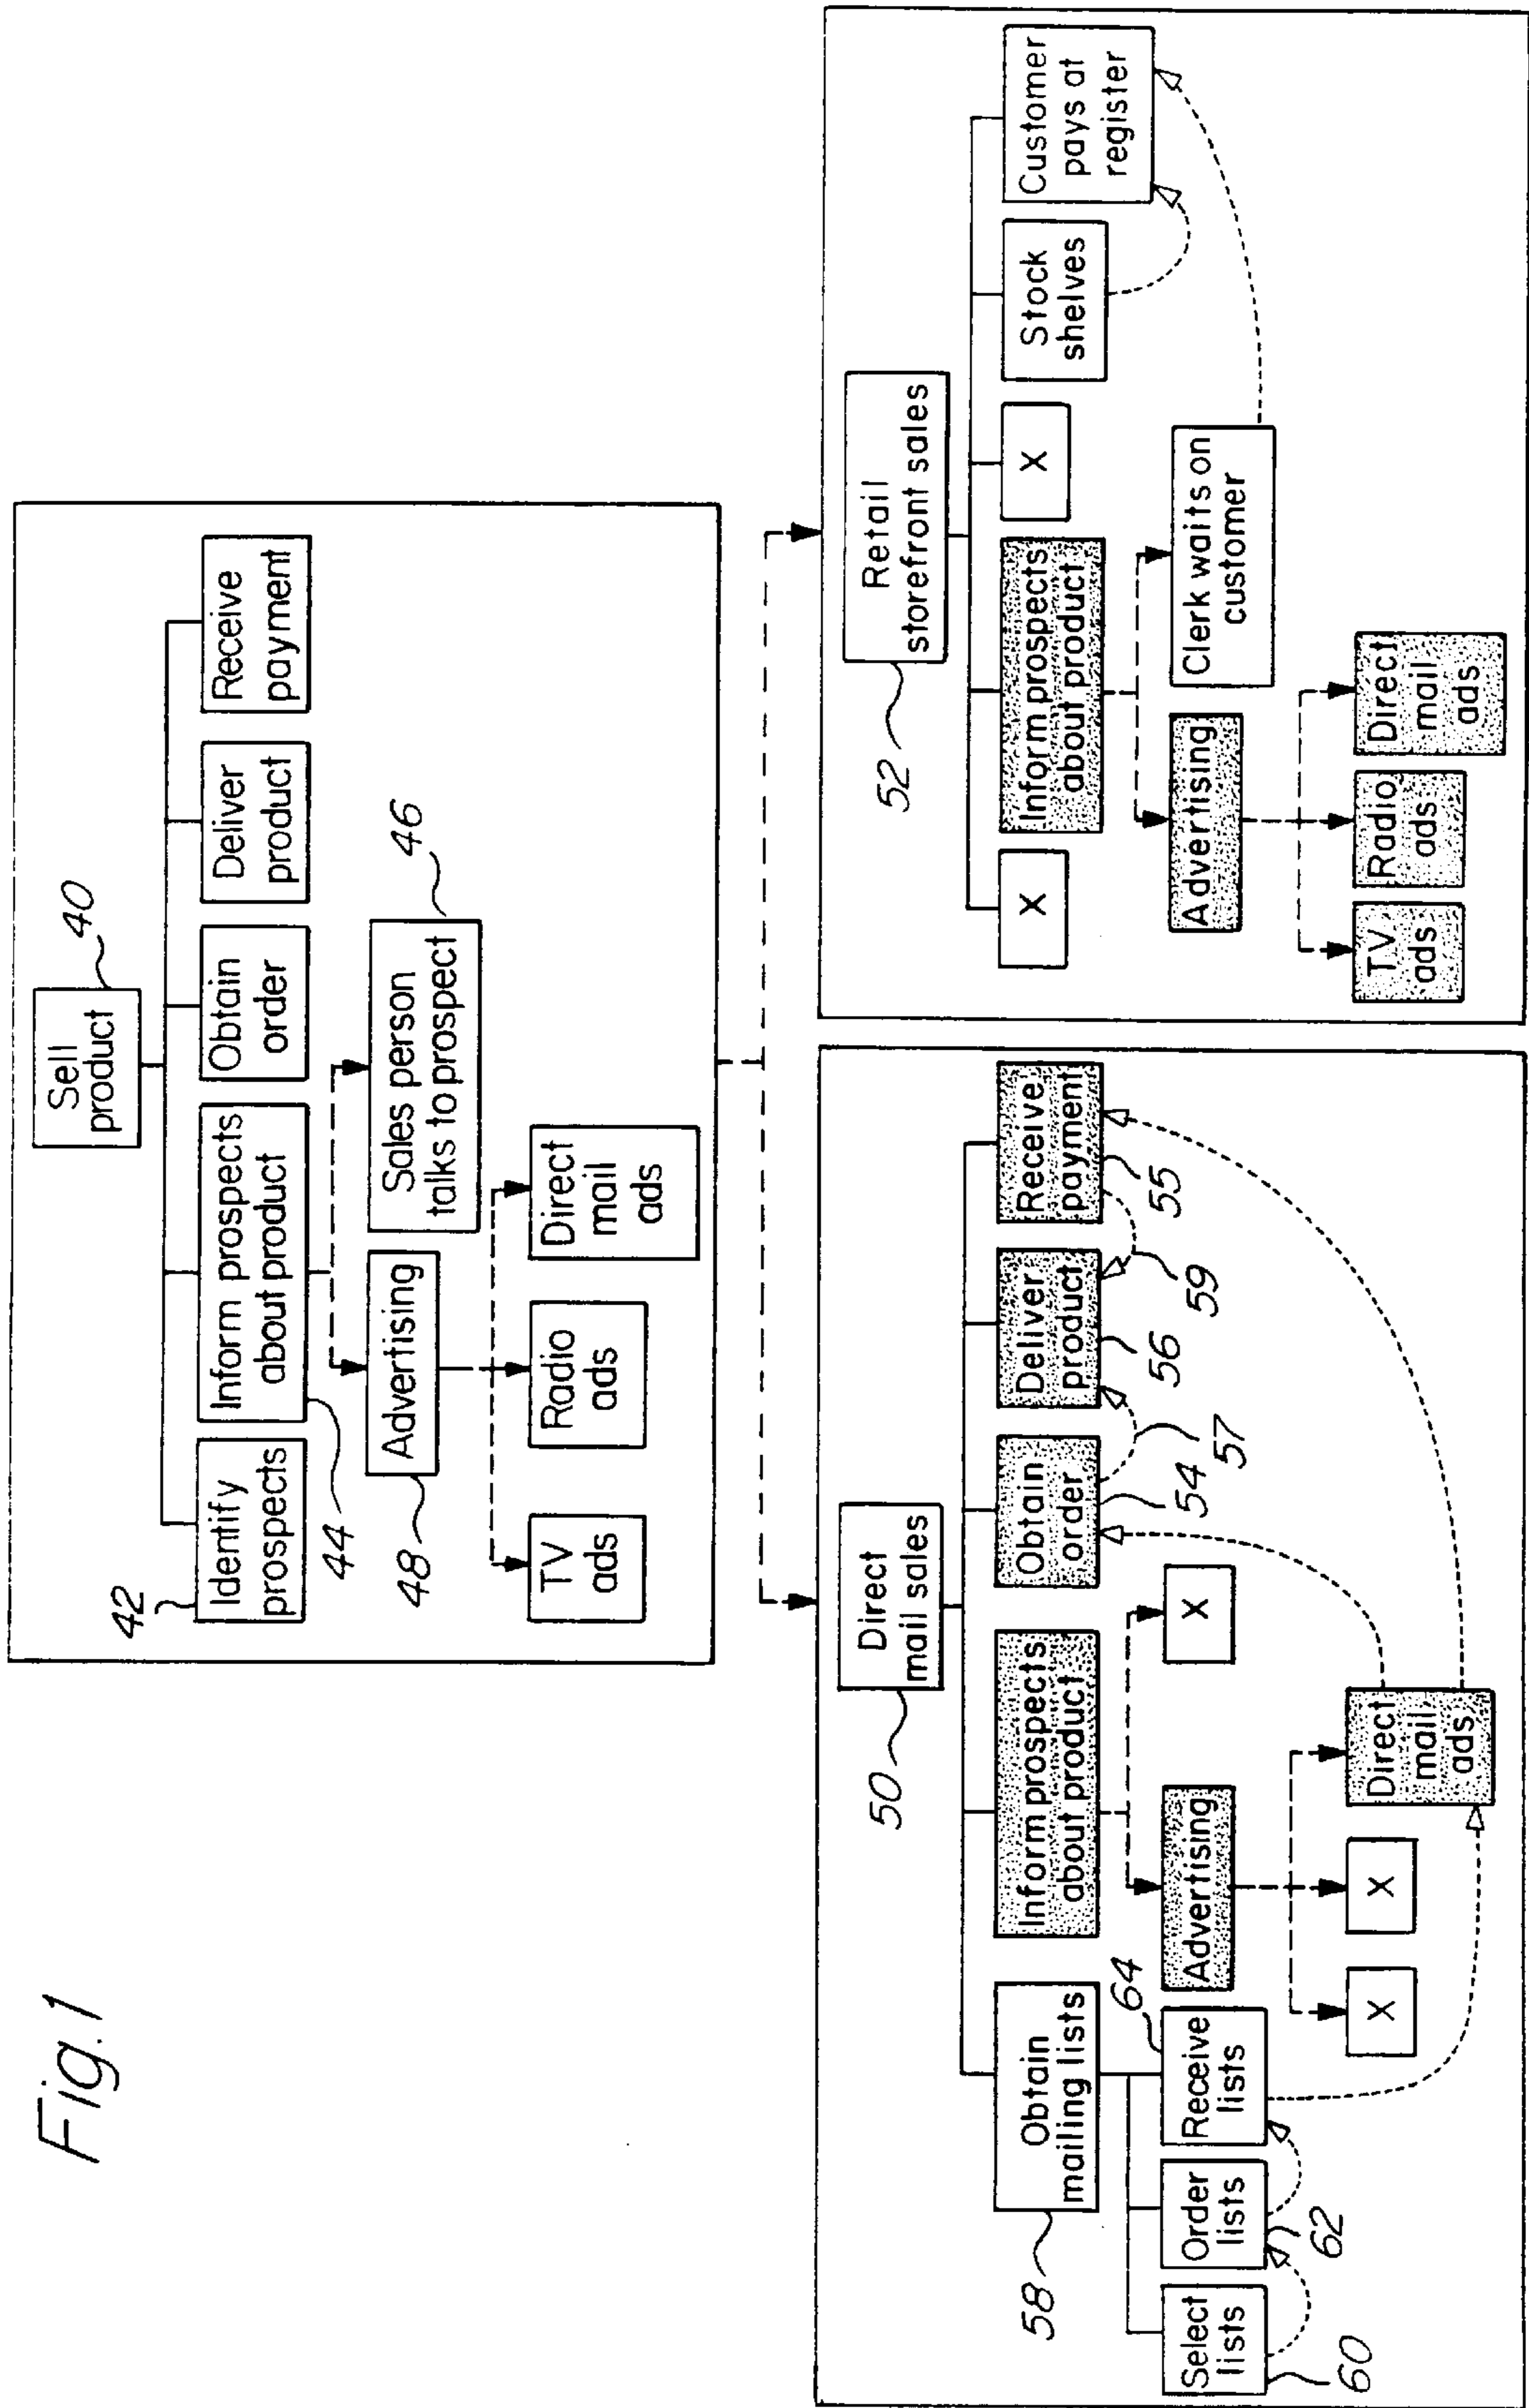 Fig.1
Sell
product
40
42
Identify
prospects
Inform prospects
about product
44
Obtain
order
Deliver
product
Receive
payment
48
Advertising
Sales person
talks to prospect
46
TV
ads
Radio
ads
Direct
mail
ads
50
Direct
mail sales
58
Obtain
mailing lists
Inform prospects
about product
Obtain
order
54
57
Deliver
product
56
59
Receive
payment
55
Select
lists
60
Order
lists
62
Receive
lists
64
Advertising
X
X
X
Direct
mail
ads
52
Retail
storefront sales
X
Inform prospects
about product
X
Stock
shelves
Customer
pays at
register
Advertising
Clerk waits on
customer
TV
ads
Radio
ads
Direct
mail
ads